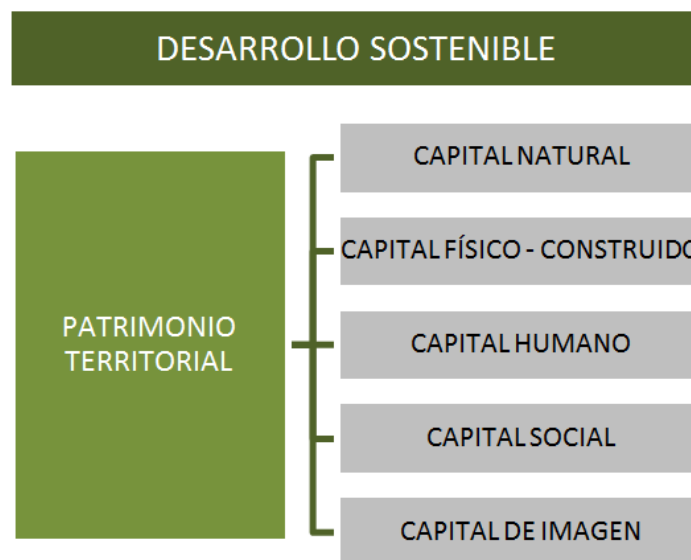 DESARROLLO SOSTENIBLE
PATRIMONIO
TERRITORIAL
CAPITAL NATURAL
CAPITAL FÍSICO - CONSTRUIDO
CAPITAL HUMANO
CAPITAL SOCIAL
CAPITAL DE IMAGEN